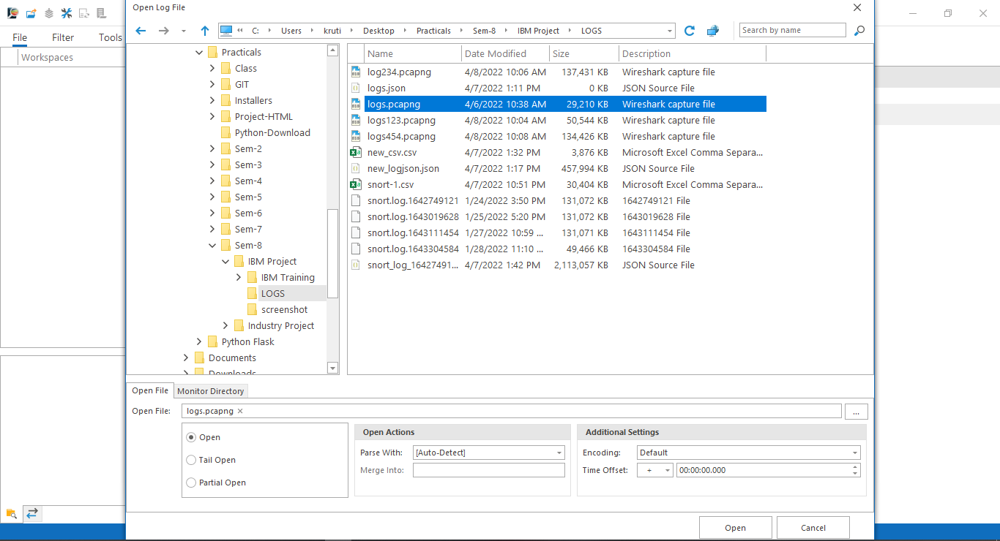 Open Log File
File Filter Tools
C: Users kruti Desktop Practicals Sem-8 IBM Project LOGS
Search by name
Workspaces
Practicals
Class
GIT
Installers
Project-HTML
Python-Download
Sem-2
Sem-3
Sem-4
Sem-5
Sem-6
Sem-7
Sem-8
IBM Project
IBM Training
LOGS
screenshot
Industry Project
Python Flask
Documents
Downloads
Name Date Modified Size Description
log234.pcapng 4/8/2022 10:06 AM 137,431 KB Wireshark capture file
logs.json 4/7/2022 1:11 PM 0 KB JSON Source File
logs.pcapng 4/6/2022 10:38 AM 29,210 KB Wireshark capture file
logs123.pcapng 4/8/2022 10:04 AM 50,544 KB Wireshark capture file
logs454.pcapng 4/8/2022 10:08 AM 134,426 KB Wireshark capture file
new_csv.csv 4/7/2022 1:32 PM 3,876 KB Microsoft Excel Comma Separa...
new_logjson.json 4/7/2022 1:17 PM 457,994 KB JSON Source File
snort-1.csv 4/7/2022 10:51 PM 30,404 KB Microsoft Excel Comma Separa...
snort.log.1642749121 1/24/2022 3:50 PM 131,072 KB 1642749121 File
snort.log.1643019628 1/25/2022 5:20 PM 131,072 KB 1643019628 File
snort.log.1643111454 1/27/2022 10:59 ... 131,071 KB 1643111454 File
snort.log.1643304584 1/28/2022 11:10 ... 49,466 KB 1643304584 File
snort_log_16427491... 4/7/2022 1:42 PM 2,113,057 KB JSON Source File
Open File Monitor Directory
Open File: logs.pcapng × ...
Open
Tail Open
Partial Open
Open Actions
Parse With: [Auto-Detect]
Merge Into:
Additional Settings
Encoding: Default
Time Offset: + 00:00:00.000
Open Cancel